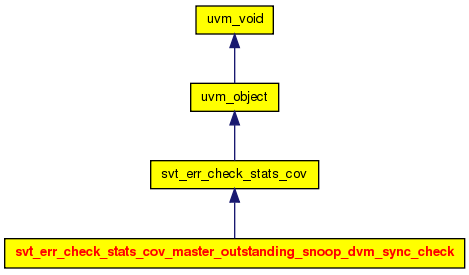 uvm_void
uvm_object
svt_err_check_stats_cov
svt_err_check_stats_cov_master_outstanding_snoop_dvm_sync_check